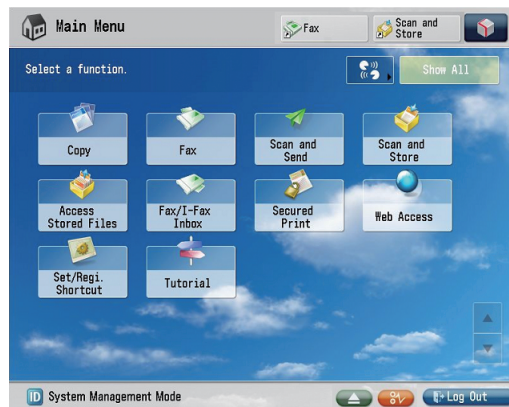 Main Menu
Fax
Scan and
Store
Select a function.
Show All
Copy
Fax
Scan and
Send
Scan and
Store
Access
Stored Files
Fax/I-Fax
Inbox
Secured
Print
Web Access
Set/Regi.
Shortcut
Tutorial
ID System Management Mode
Log Out